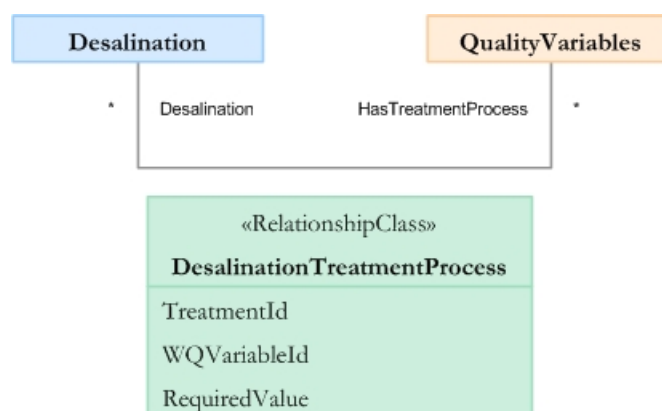 Desalination QualityVariables
* Desalination HasTreatmentProcess *
«RelationshipClass»
DesalinationTreatmentProcess
TreatmentId
WQVariableId
RequiredValue